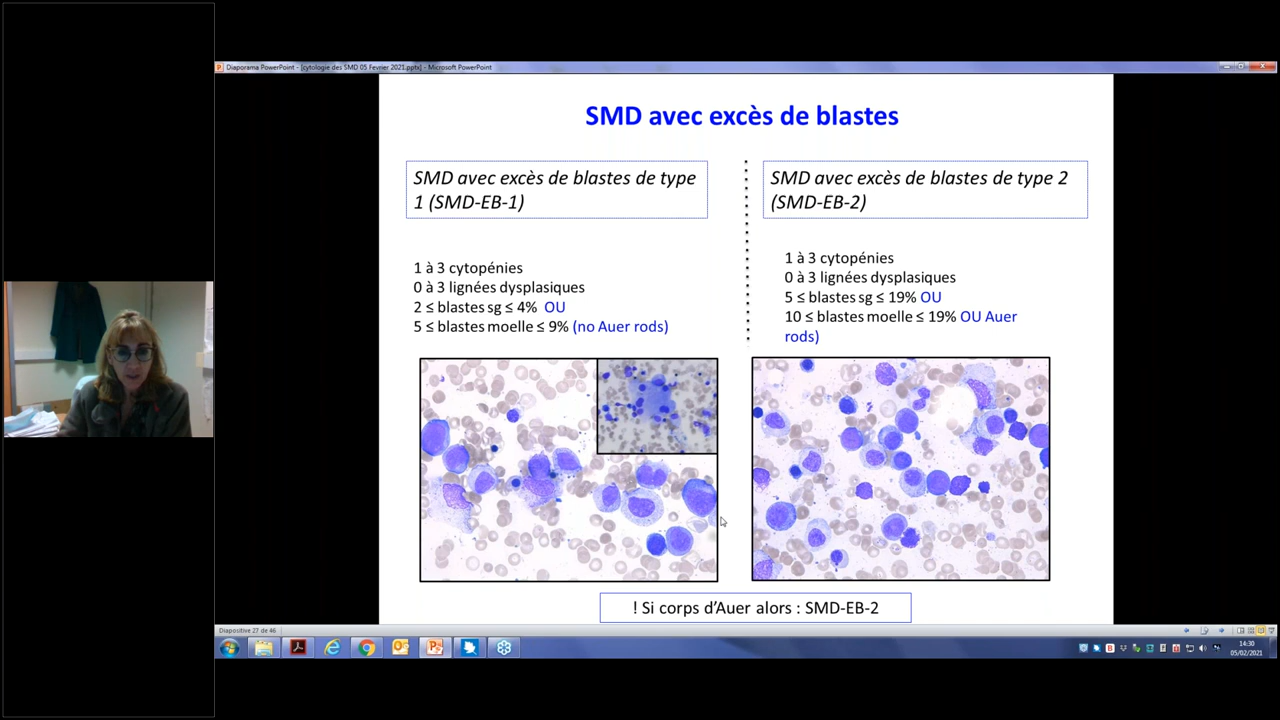 Diaporama PowerPoint - [cytologie des SMD 05 Fevrier 2021.pptx] - Microsoft PowerPoint
SMD avec excès de blastes
SMD avec excès de blastes de type
1 (SMD-EB-1)
1 à 3 cytopénies
0 à 3 lignées dysplasiques
2 ≤ blastes sg ≤ 4% OU
5 ≤ blastes moelle ≤ 9% (no Auer rods)
SMD avec excès de blastes de type 2
(SMD-EB-2)
1 à 3 cytopénies
0 à 3 lignées dysplasiques
5 ≤ blastes sg ≤ 19% OU
10 ≤ blastes moelle ≤ 19% OU Auer
rods)
! Si corps d'Auer alors : SMD-EB-2
Diapositive 27 de 46
14:30
05/02/2021